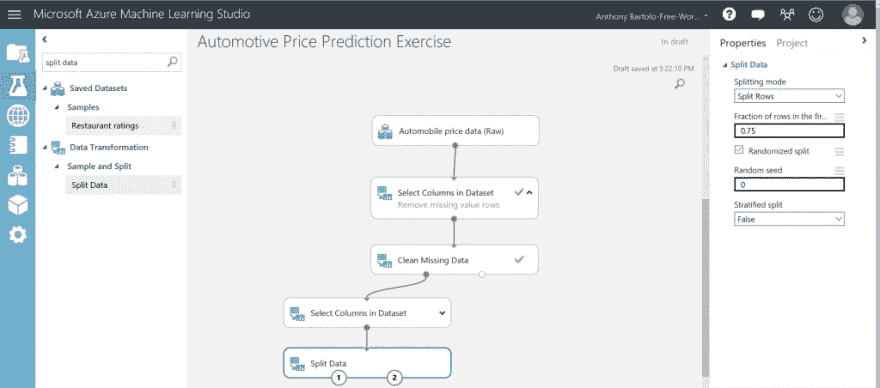 Microsoft Azure Machine Learning Studio
Anthony Bartolo-Free-Wor...
split data
Saved Datasets
Samples
Restaurant ratings
Data Transformation
Sample and Split
Split Data
Automotive Price Prediction Exercise
In draft
Draft saved at 3:22:10 PM
Automobile price data (Raw)
Select Columns in Dataset
Remove missing value rows
Clean Missing Data
Select Columns in Dataset
Split Data
1 2
Properties Project
Split Data
Splitting mode
Split Rows
Fraction of rows in the fir...
0.75
Randomized split
Random seed
0
Stratified split
False